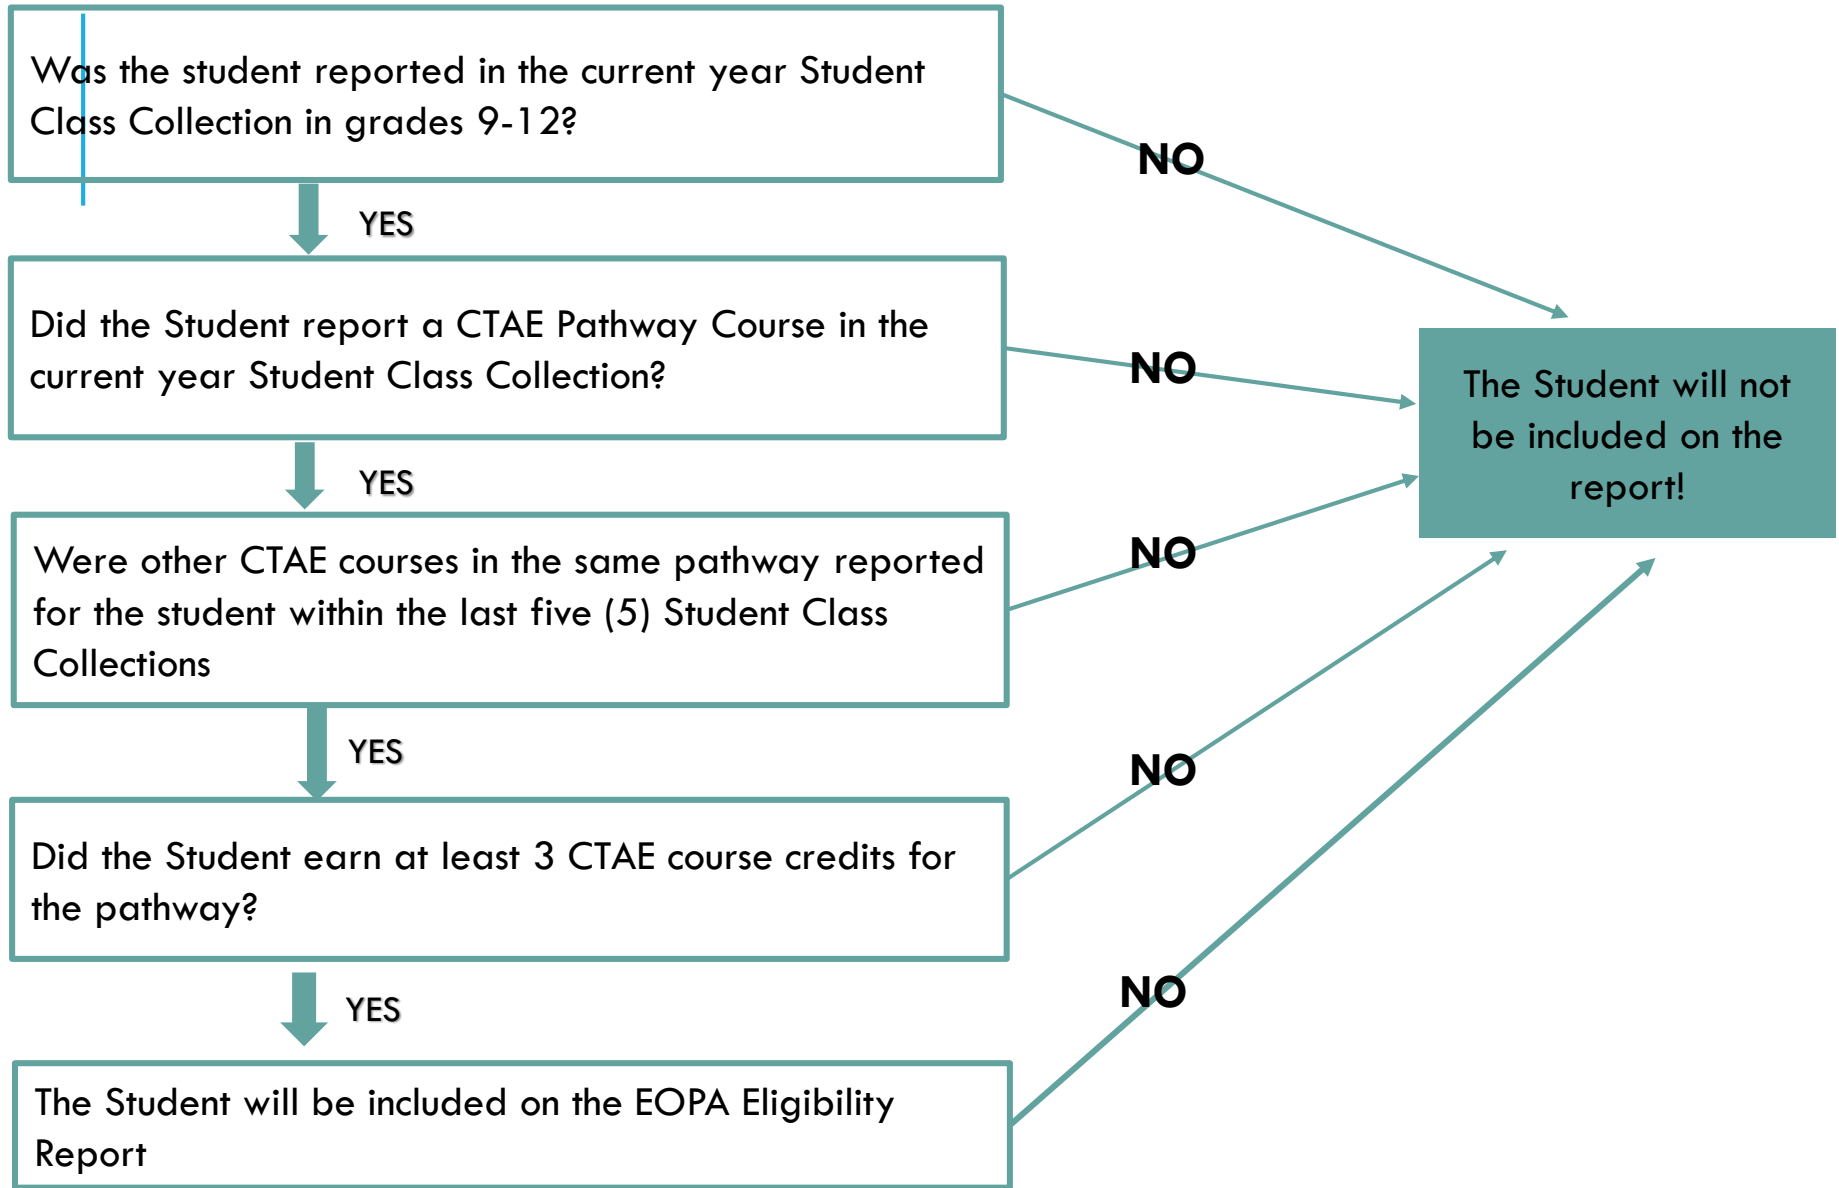 Was the student reported in the current year Student
Class Collection in grades 9-12?
NO
YES
Did the Student report a CTAE Pathway Course in the
current year Student Class Collection?
NO
The Student will not
be included on the
report!
YES
Were other CTAE courses in the same pathway reported
for the student within the last five (5) Student Class
Collections
NO
YES
Did the Student earn at least 3 CTAE course credits for
the pathway?
NO
YES
The Student will be included on the EOPA Eligibility
Report
NO